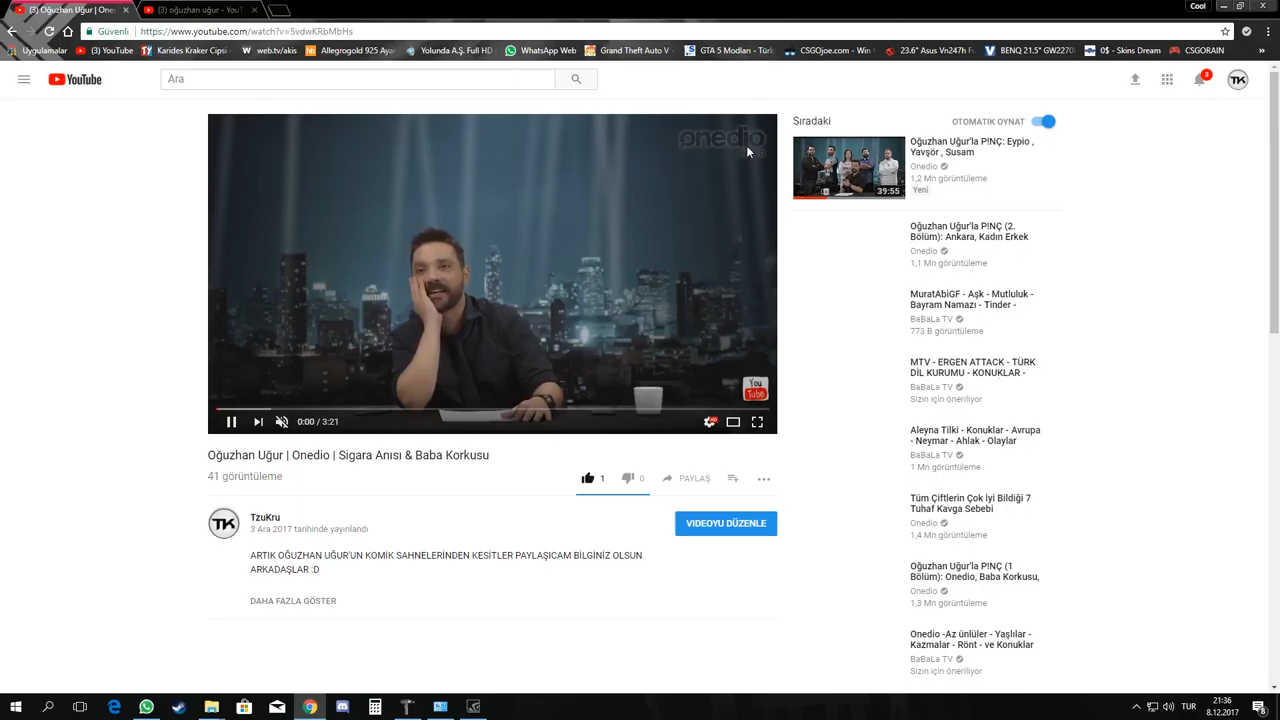 (3) Oğuzhan Uğur | One
(3) oğuzhan uğur - YouT
Cool
Güvenli
https://www.youtube.com/watch?v=5vdwKRbMbHs
Uygulamalar
(3) YouTube
Karides Kraker Cipsi -
web.tv/akis
Allegrogold 925 Aya
Yolunda A.Ş. Full HD
WhatsApp Web
Grand Theft Auto V -
GTA 5 Modları - Türk
CSGOjoe.com - Win
23.6" Asus Vn247h Fu
BENQ 21.5" GW2270
0$ - Skins Dream
CSGORAIN
YouTube
Ara
3
TK
onedio
You
Tube
0:00 / 3:21
HD
Oğuzhan Uğur | Onedio | Sigara Anısı & Baba Korkusu
41 görüntüleme
1
0
PAYLAŞ
TK
TzuKru
3 Ara 2017 tarihinde yayınlandı
VIDEOYU DÜZENLE
ARTIK OĞUZHAN UĞUR'UN KOMİK SAHNELERİNDEN KESİTLER PAYLAŞICAM BİLGİNİZ OLSUN
ARKADAŞLAR :D
DAHA FAZLA GÖSTER
Sıradaki
OTOMATIK OYNAT
39:55
Oğuzhan Uğur'la P!NÇ: Eypio ,
Yavşör , Susam
Onedio
1,2 Mn görüntüleme
Yeni
Oğuzhan Uğur'la P!NÇ (2.
Bölüm): Ankara, Kadın Erkek
Onedio
1,1 Mn görüntüleme
MuratAbiGF - Aşk - Mutluluk -
Bayram Namazı - Tinder -
BaBaLa TV
773 B görüntüleme
MTV - ERGEN ATTACK - TÜRK
DİL KURUMU - KONUKLAR -
BaBaLa TV
Sizin için öneriliyor
Aleyna Tilki - Konuklar - Avrupa
- Neymar - Ahlak - Olaylar
BaBaLa TV
1 Mn görüntüleme
Tüm Çiftlerin Çok İyi Bildiği 7
Tuhaf Kavga Sebebi
Onedio
1,4 Mn görüntüleme
Oğuzhan Uğur'la P!NÇ (1
Bölüm): Onedio, Baba Korkusu,
Onedio
1,3 Mn görüntüleme
Onedio -Az ünlüler - Yaşlılar -
Kazmalar - Rönt - ve Konuklar
BaBaLa TV
Sizin için öneriliyor
TUR
21:36
8.12.2017